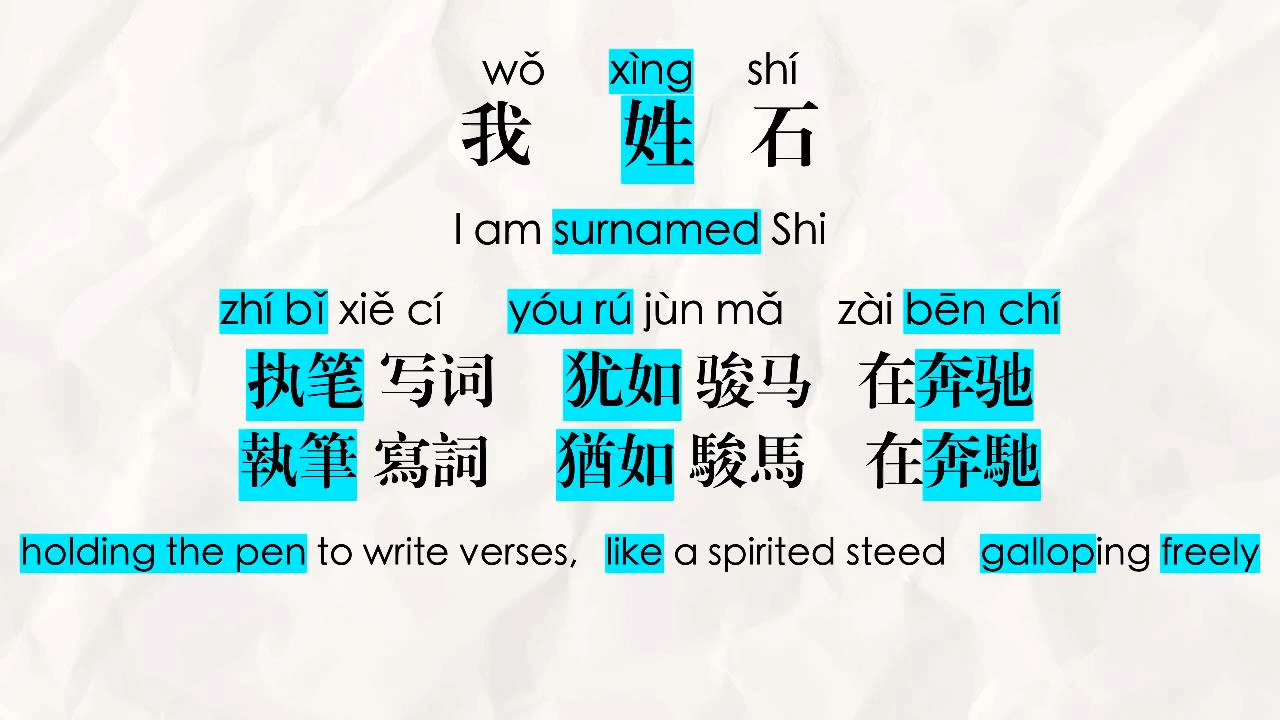 wǒ xìng shí
我 姓 石
I am surnamed Shi
zhí bǐ xiě cí yóu rú jùn mǎ zài bēn chí
执笔 写词 犹如 骏马 在奔驰
執筆 寫詞 猶如 駿馬 在奔馳
holding the pen to write verses, like a spirited steed galloping freely